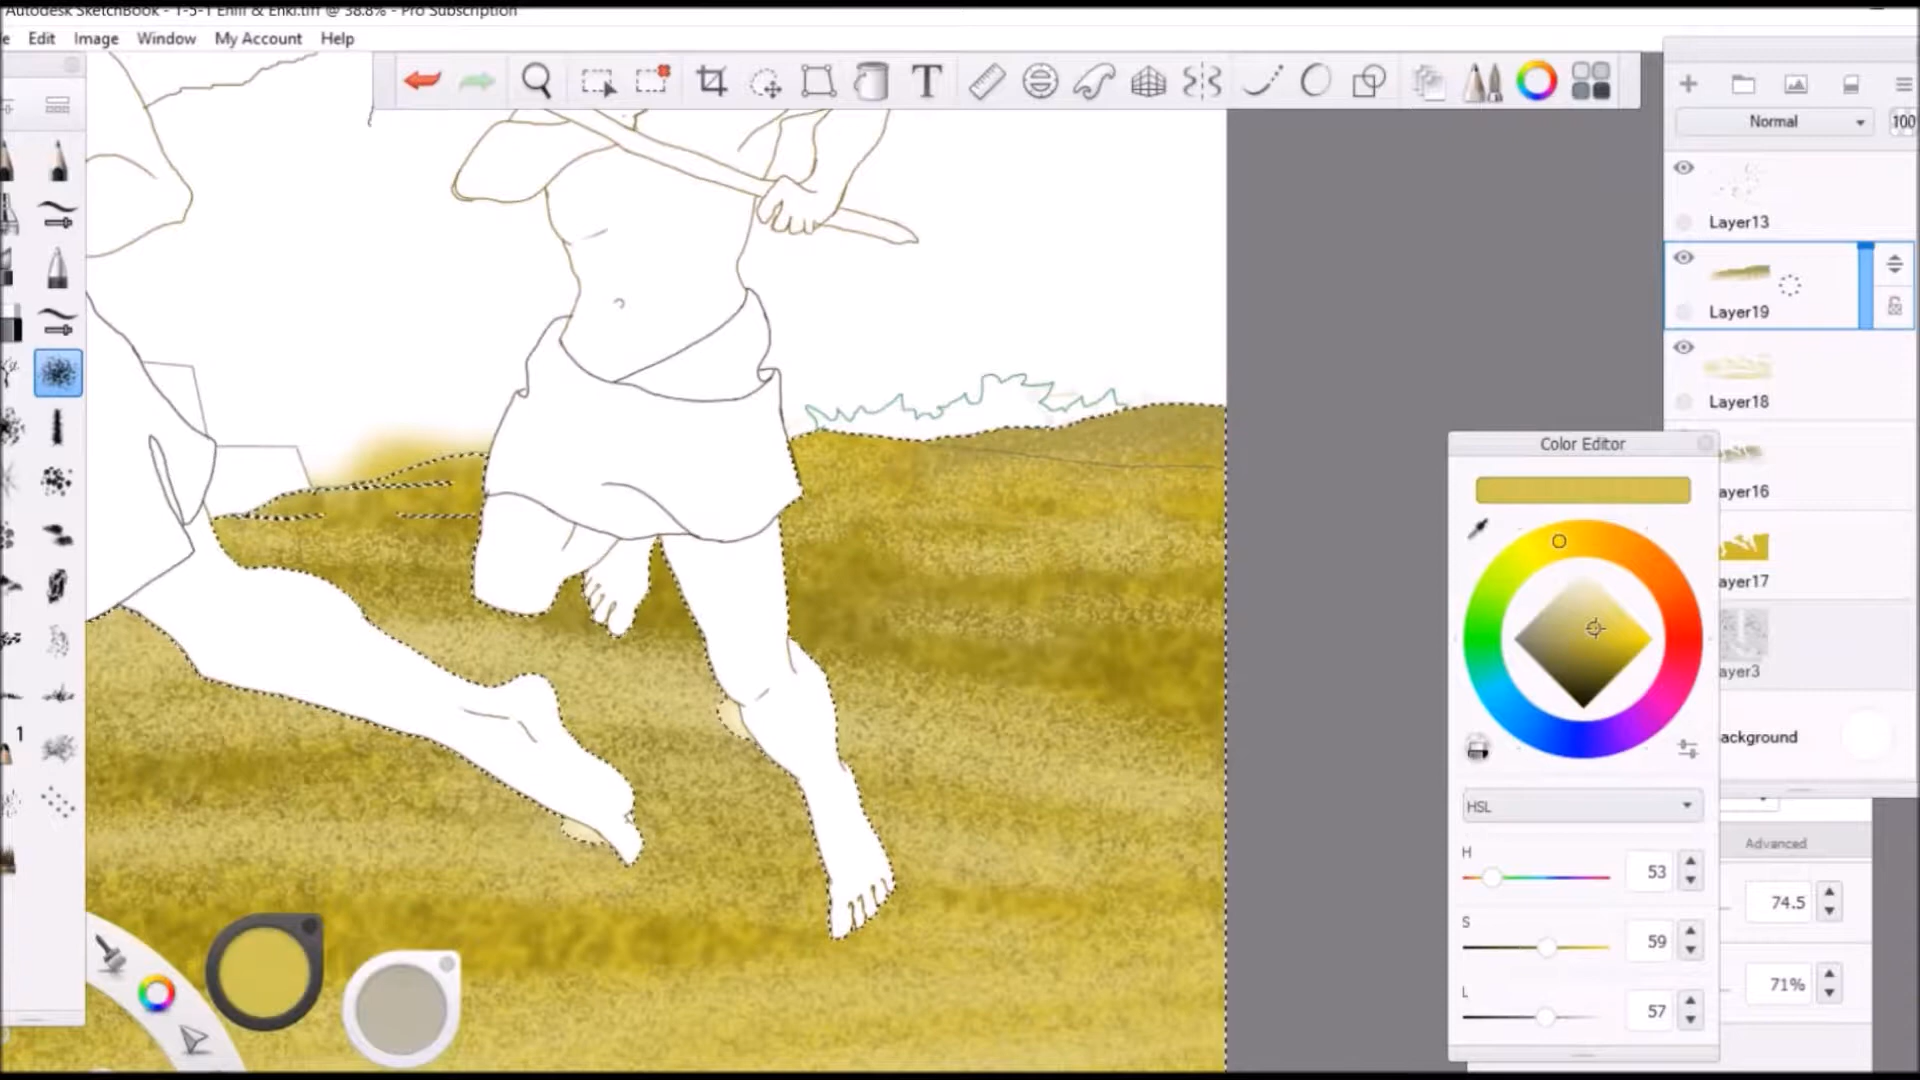 Autodesk SketchBook - 1-5-1 Enlil & Enki.tiff @ 38.8% - Pro Subscription
Edit Image Window My Account Help
T
Normal 100
Layer13
Layer19
Layer18
ayer16
ayer17
ayer3
ackground
Color Editor
HSL
H 53
S 59
L 57
Advanced
74.5
71%
1